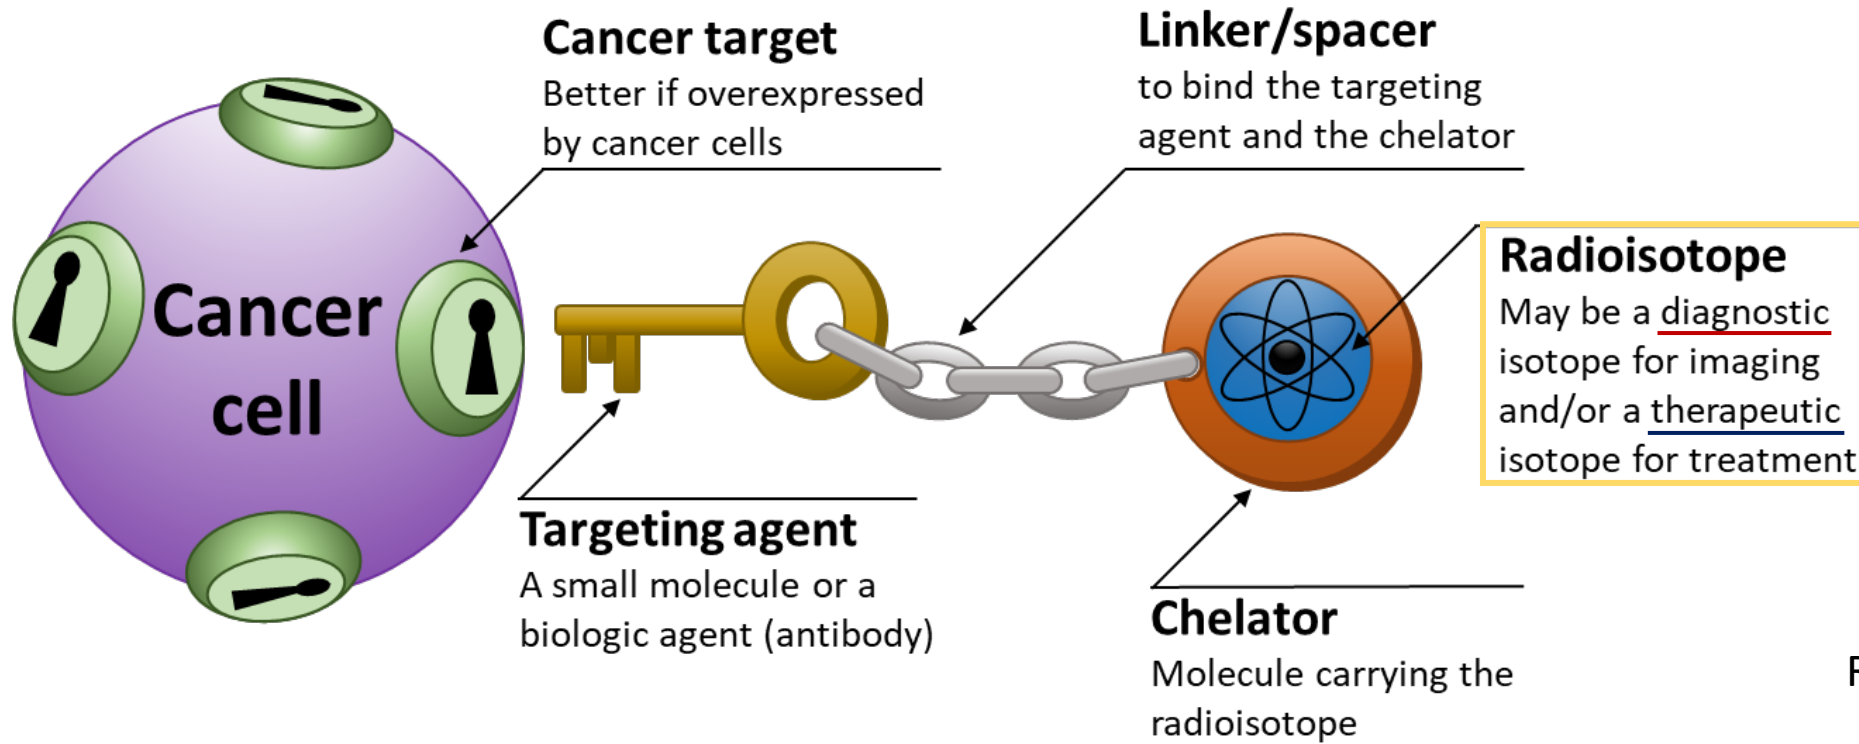 Cancer target
Better if overexpressed
by cancer cells
Linker/spacer
to bind the targeting
agent and the chelator
Cancer
cell
Radioisotope
May be a diagnostic
isotope for imaging
and/or a therapeutic
isotope for treatment
Targeting agent
A small molecule or a
biologic agent (antibody)
Chelator
Molecule carrying the
radioisotope